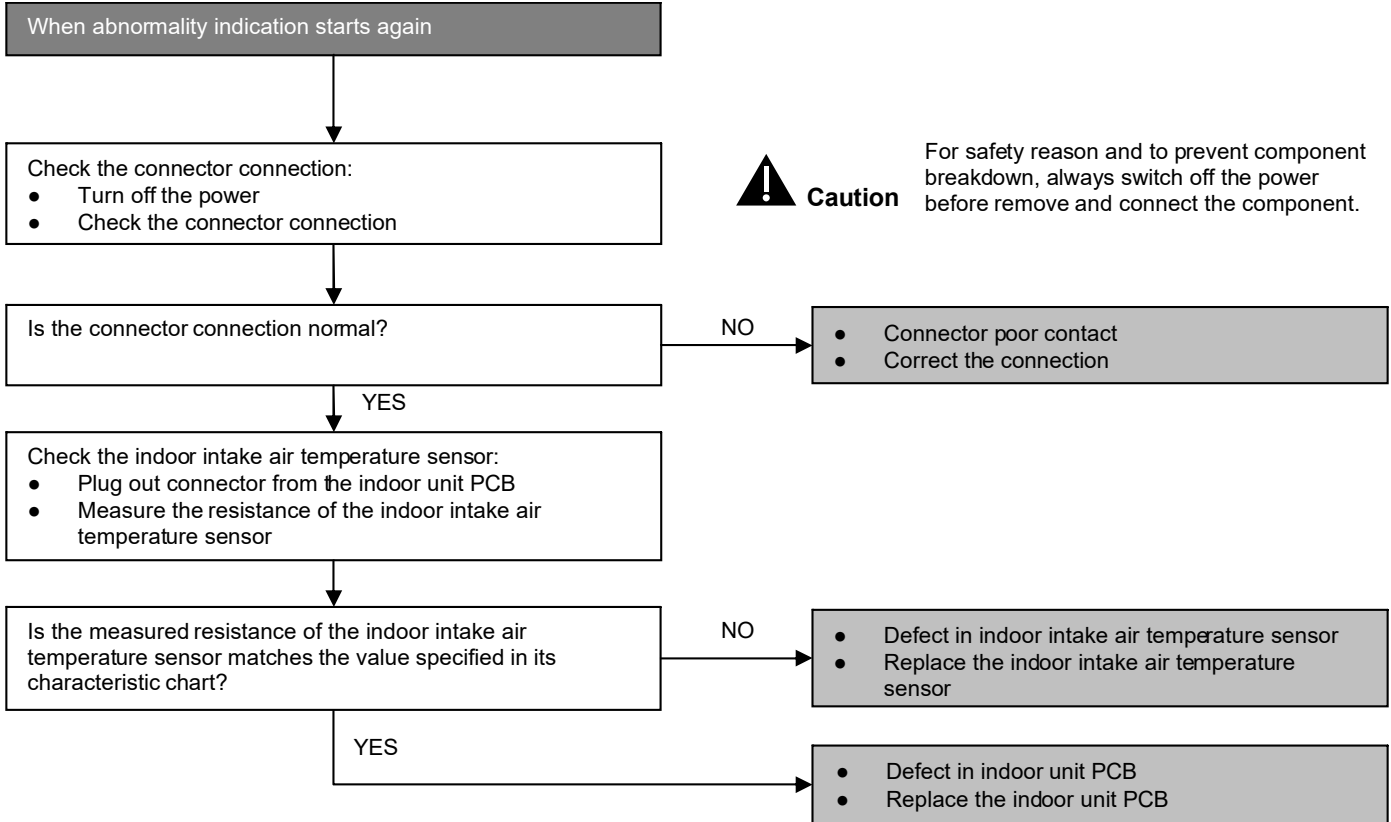 When abnormality indication starts again
Check the connector connection:
● Turn off the power
● Check the connector connection
Caution
For safety reason and to prevent component
breakdown, always switch off the power
before remove and connect the component.
Is the connector connection normal?
NO
● Connector poor contact
● Correct the connection
YES
Check the indoor intake air temperature sensor:
● Plug out connector from the indoor unit PCB
● Measure the resistance of the indoor intake air
temperature sensor
Is the measured resistance of the indoor intake air
temperature sensor matches the value specified in its
characteristic chart?
NO
● Defect in indoor intake air temperature sensor
● Replace the indoor intake air temperature
sensor
YES
● Defect in indoor unit PCB
● Replace the indoor unit PCB